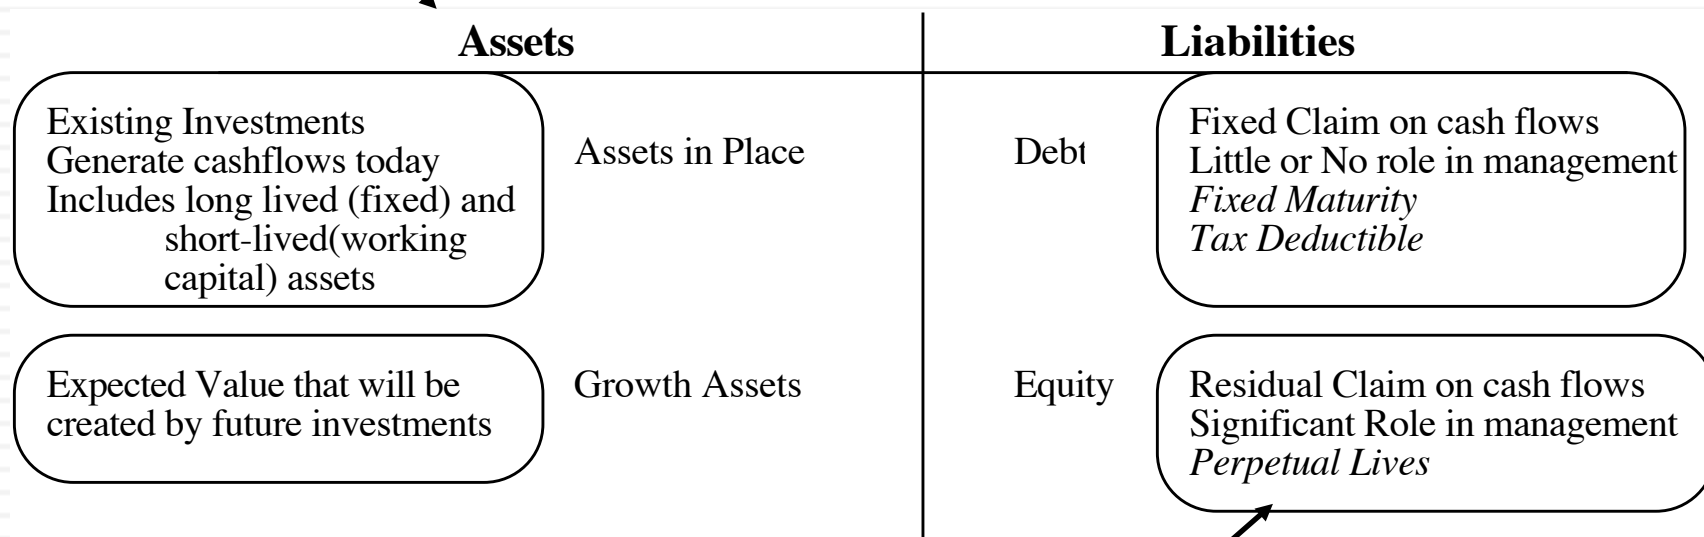 Assets
Liabilities
Existing Investments
Generate cashflows today
Includes long lived (fixed) and
short-lived(working
capital) assets
Assets in Place
Debt
Fixed Claim on cash flows
Little or No role in management
Fixed Maturity
Tax Deductible
Expected Value that will be
created by future investments
Growth Assets
Equity
Residual Claim on cash flows
Significant Role in management
Perpetual Lives